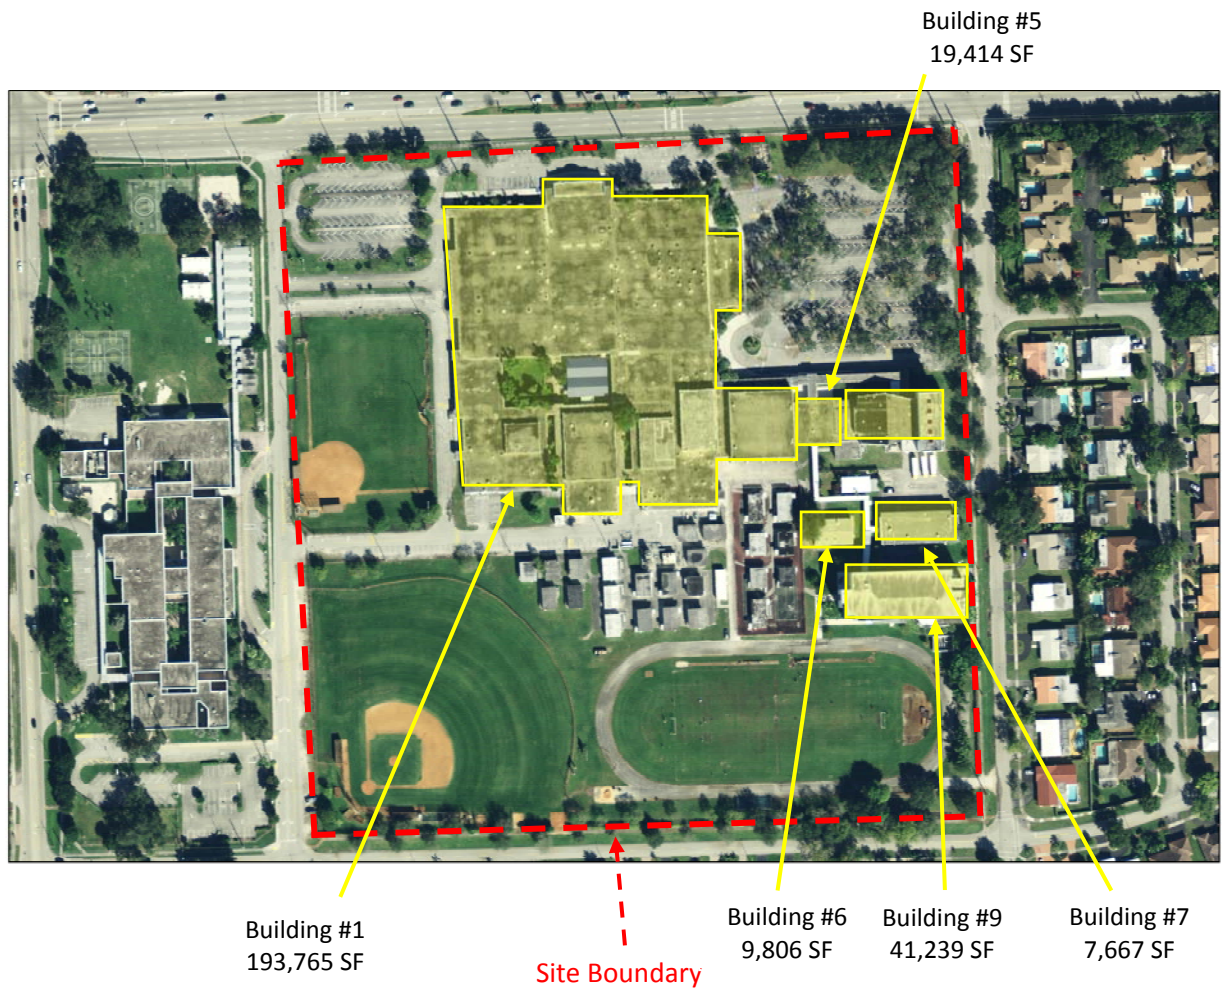 Building #5
19,414 SF
Building #1
193,765 SF
Site Boundary
Building #6
9,806 SF
Building #9
41,239 SF
Building #7
7,667 SF